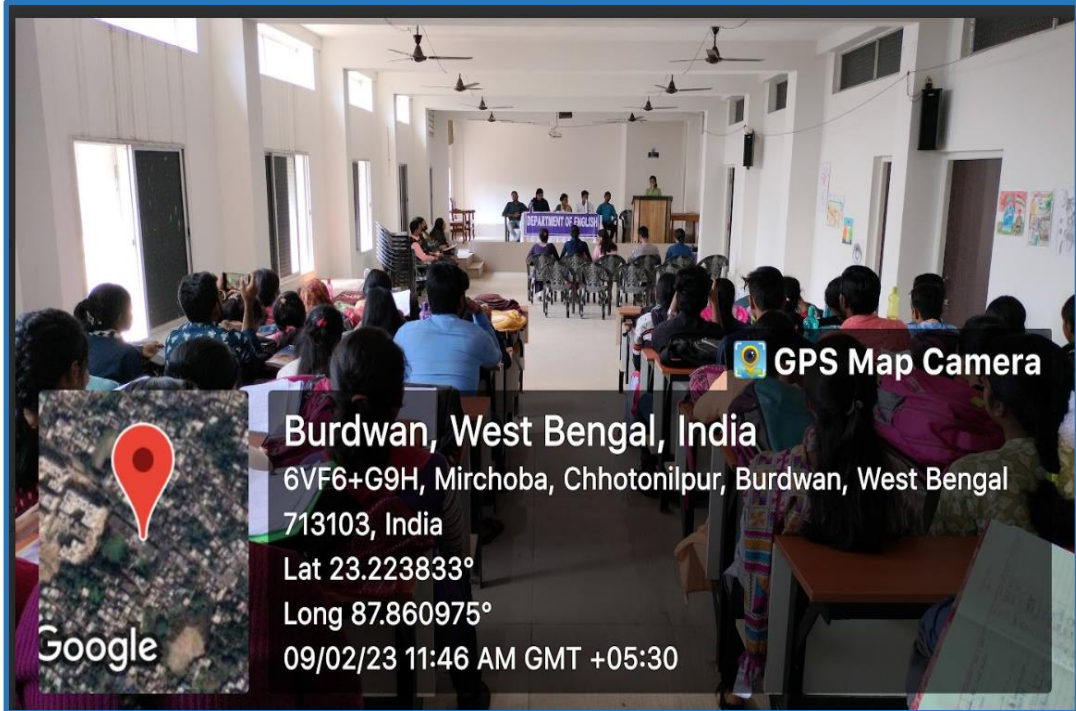 DEPARTMENT OF ENGLISH
GPS Map Camera
Burdwan, West Bengal, India
6VF6+G9H, Mirchoba, Chhotonilpur, Burdwan, West Bengal
713103, India
Lat 23.223833°
Long 87.860975°
09/02/23 11:46 AM GMT +05:30
Google